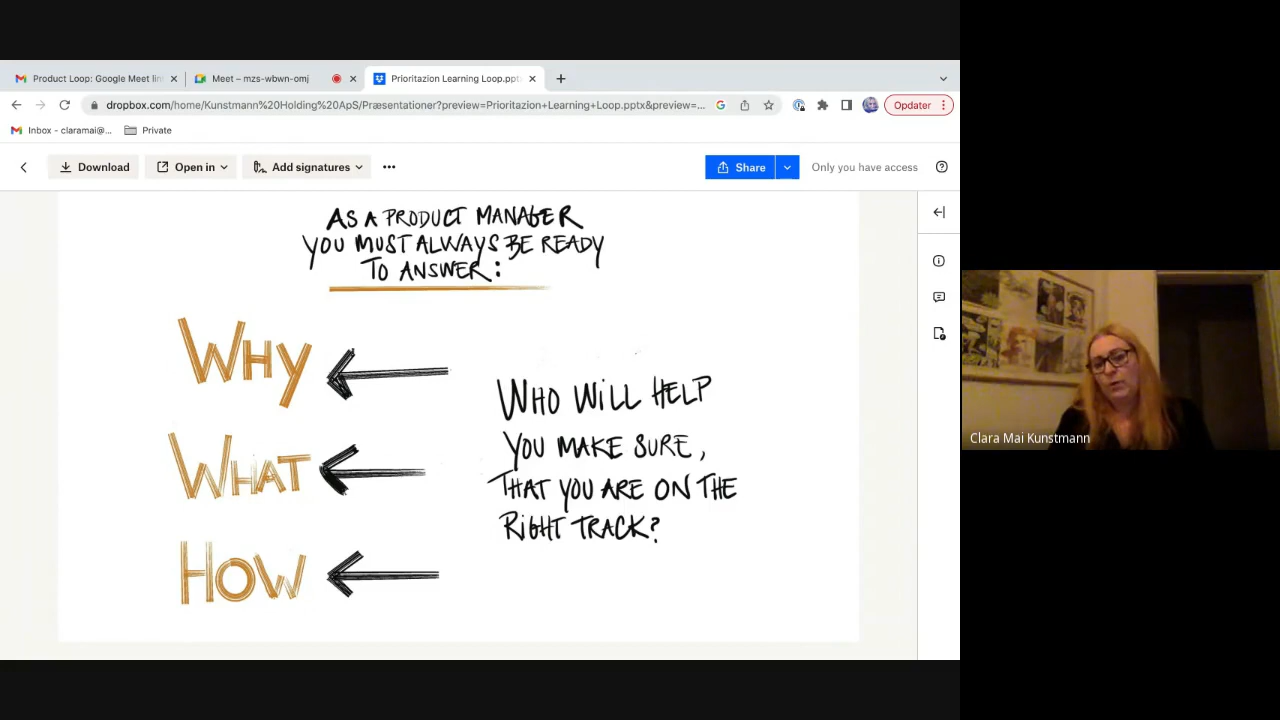 Product Loop: Google Meet lin
Meet – mzs-wbwn-omj
Prioritazion Learning Loop.ppt
dropbox.com/home/Kunstmann%20Holding%20ApS/Præsentationer?preview=Prioritazion+Learning+Loop.pptx&preview=...
Opdater
Inbox - claramai@...
Private
Download
Open in
Add signatures
Share
Only you have access
AS A PRODUCT MANAGER
YOU MUST ALWAYS BE READY
TO ANSWER:
WHY
WHAT
HOW
WHO WILL HELP
YOU MAKE SURE,
THAT YOU ARE ON THE
RIGHT TRACK?
Clara Mai Kunstmann